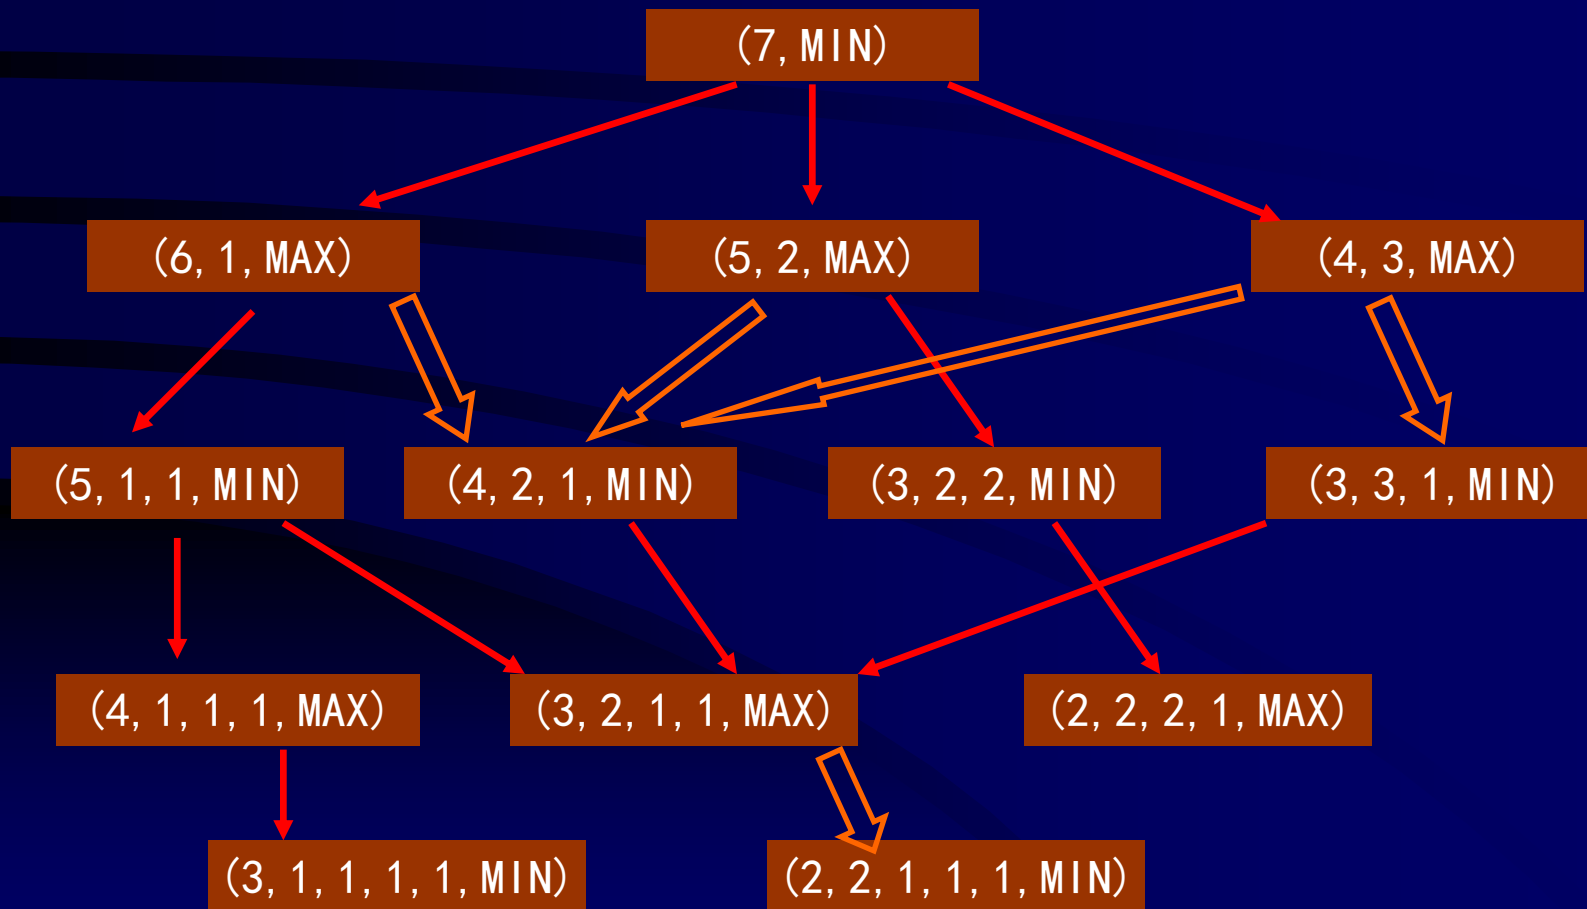 (7,MIN)
(6,1,MAX)
(5,2,MAX)
(4,3,MAX)
(5,1,1,MIN)
(4,2,1,MIN)
(3,2,2,MIN)
(3,3,1,MIN)
(4,1,1,1,MAX)
(3,2,1,1,MAX)
(2,2,2,1,MAX)
(3,1,1,1,1,MIN)
(2,2,1,1,1,MIN)